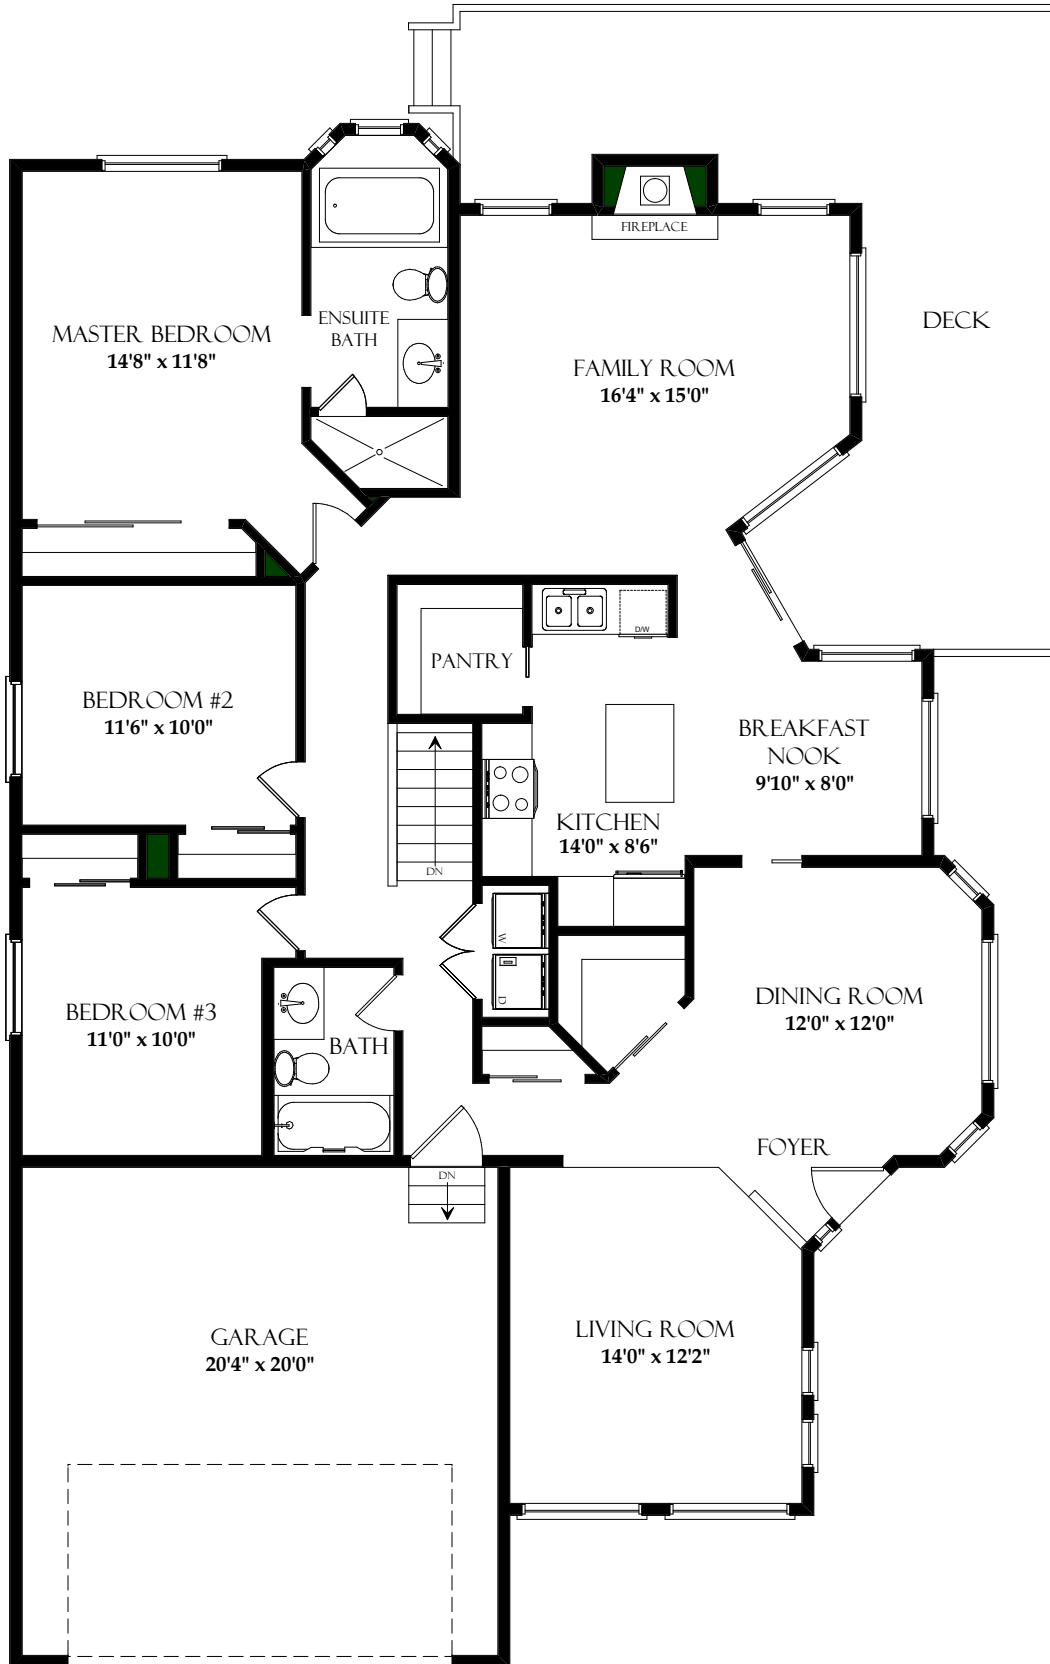 FIREPLACE
MASTER BEDROOM
14'8" x 11'8"
ENSUITE
BATH
DECK
FAMILY ROOM
16'4" x 15'0"
D/W
PANTRY
BEDROOM #2
11'6" x 10'0"
BREAKFAST
NOOK
9'10" x 8'0"
KITCHEN
14'0" x 8'6"
DN
W
D
BEDROOM #3
11'0" x 10'0"
BATH
DINING ROOM
12'0" x 12'0"
FOYER
DN
GARAGE
20'4" x 20'0"
LIVING ROOM
14'0" x 12'2"